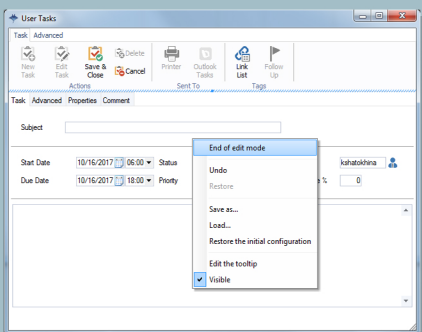 User Tasks
Task Advanced
New Task
Edit Task
Save & Close
Delete
Cancel
Printer
Outlook Tasks
Link List
Follow Up
Actions Sent To Tags
Task Advanced Properties Comment
Subject
Start Date 10/16/2017 06:00 Status kshatokhina
Due Date 10/16/2017 18:00 Priority % 0
End of edit mode
Undo
Restore
Save as...
Load...
Restore the initial configuration
Edit the tooltip
Visible